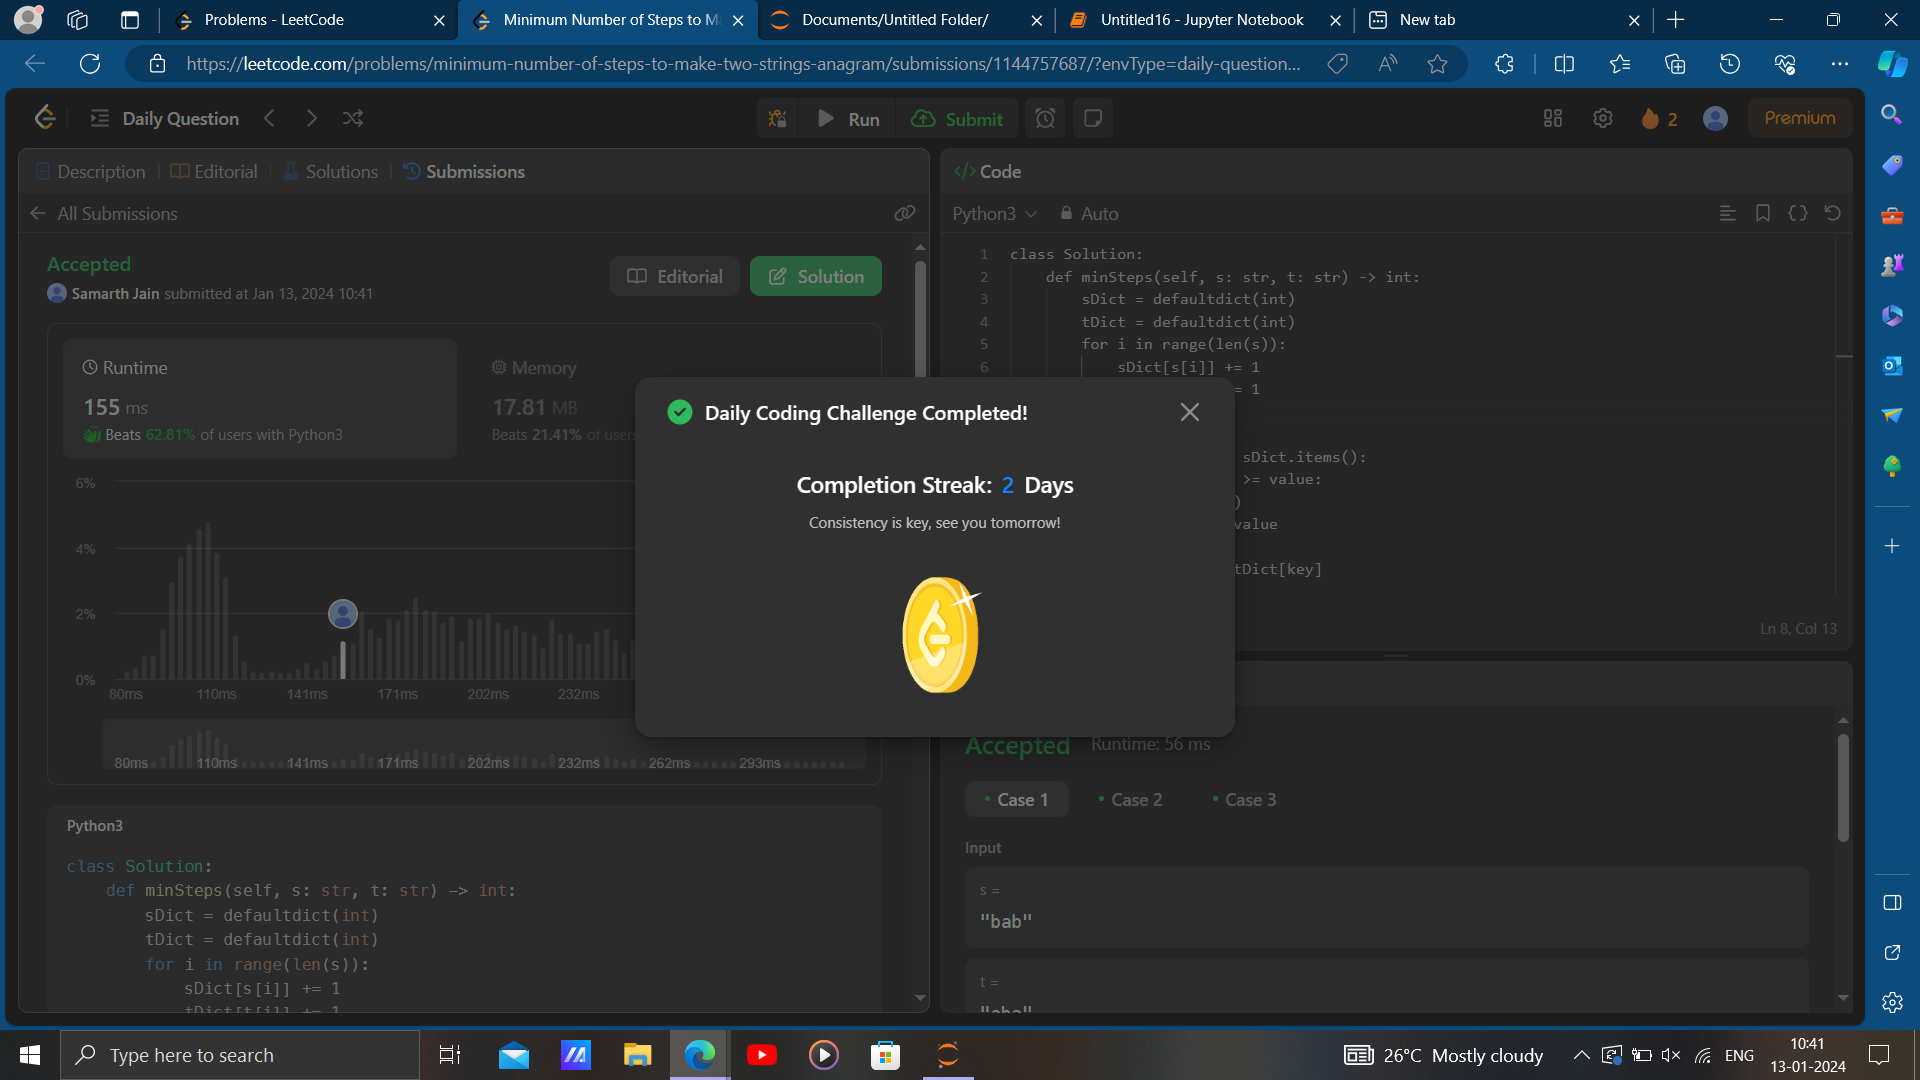 Problems - LeetCode
Minimum Number of Steps to M
Documents/Untitled Folder/
Untitled16 - Jupyter Notebook
New tab
https://leetcode.com/problems/minimum-number-of-steps-to-make-two-strings-anagram/submissions/1144757687/?envType=daily-question...
Daily Question
Run
Submit
2
Premium
Description
Editorial
Solutions
Submissions
All Submissions
Accepted
Samarth Jain submitted at Jan 13, 2024 10:41
Editorial
Solution
Runtime
155 ms
Beats 62.81% of users with Python3
Memory
17.81 MB
Beats 21.41% of users
6%
4%
2%
0%
80ms 110ms 141ms 171ms 202ms 232ms
80ms 110ms 141ms 171ms 202ms 232ms 262ms 293ms
Python3
class Solution:
def minSteps(self, s: str, t: str) -> int:
sDict = defaultdict(int)
tDict = defaultdict(int)
for i in range(len(s)):
sDict[s[i]] += 1
tDict[t[i]] += 1
</> Code
Python3
Auto
1 class Solution:
2 def minSteps(self, s: str, t: str) -> int:
3 sDict = defaultdict(int)
4 tDict = defaultdict(int)
5 for i in range(len(s)):
6 sDict[s[i]] += 1
= 1
sDict.items():
>= value:
)
value
tDict[key]
Ln 8, Col 13
Daily Coding Challenge Completed!
Completion Streak: 2 Days
Consistency is key, see you tomorrow!
Accepted Runtime: 56 ms
Case 1
Case 2
Case 3
Input
s =
"bab"
t =
Type here to search
26°C Mostly cloudy
ENG
10:41
13-01-2024